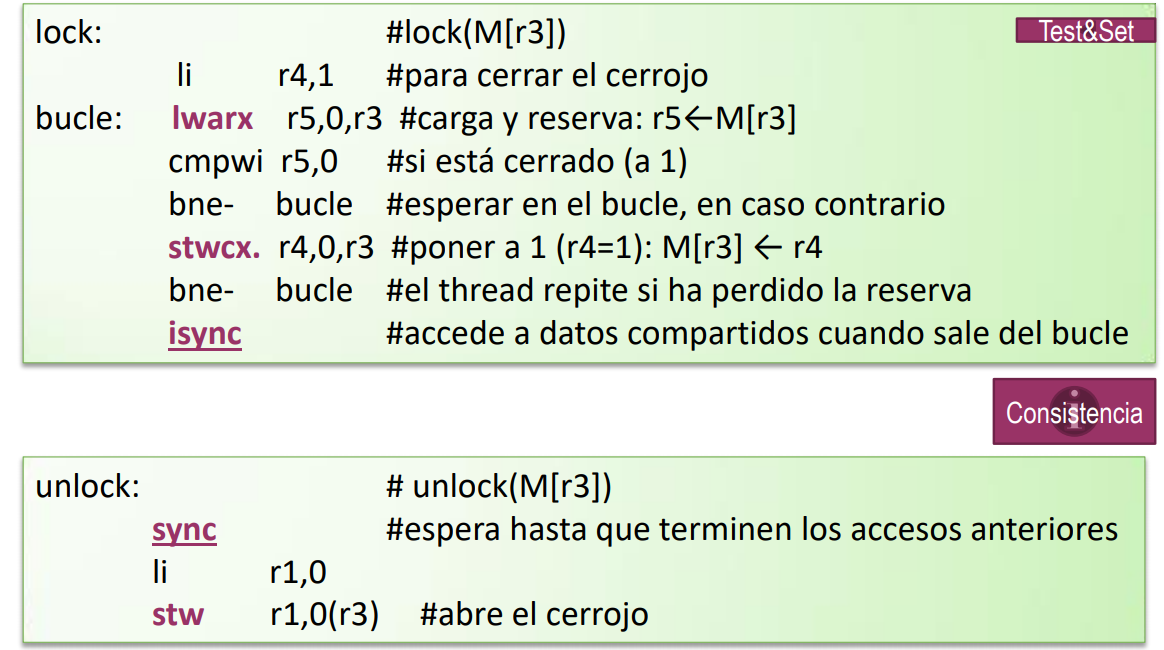 lock: #lock(M[r3])
Test&Set
li r4,1 #para cerrar el cerrojo
bucle: lwarx r5,0,r3 #carga y reserva: r5←M[r3]
cmpwi r5,0 #si está cerrado (a 1)
bne- bucle #esperar en el bucle, en caso contrario
stwcx. r4,0,r3 #poner a 1 (r4=1): M[r3] ← r4
bne- bucle #el thread repite si ha perdido la reserva
isync #accede a datos compartidos cuando sale del bucle
Consistencia
unlock: # unlock(M[r3])
sync #espera hasta que terminen los accesos anteriores
li r1,0
stw r1,0(r3) #abre el cerrojo